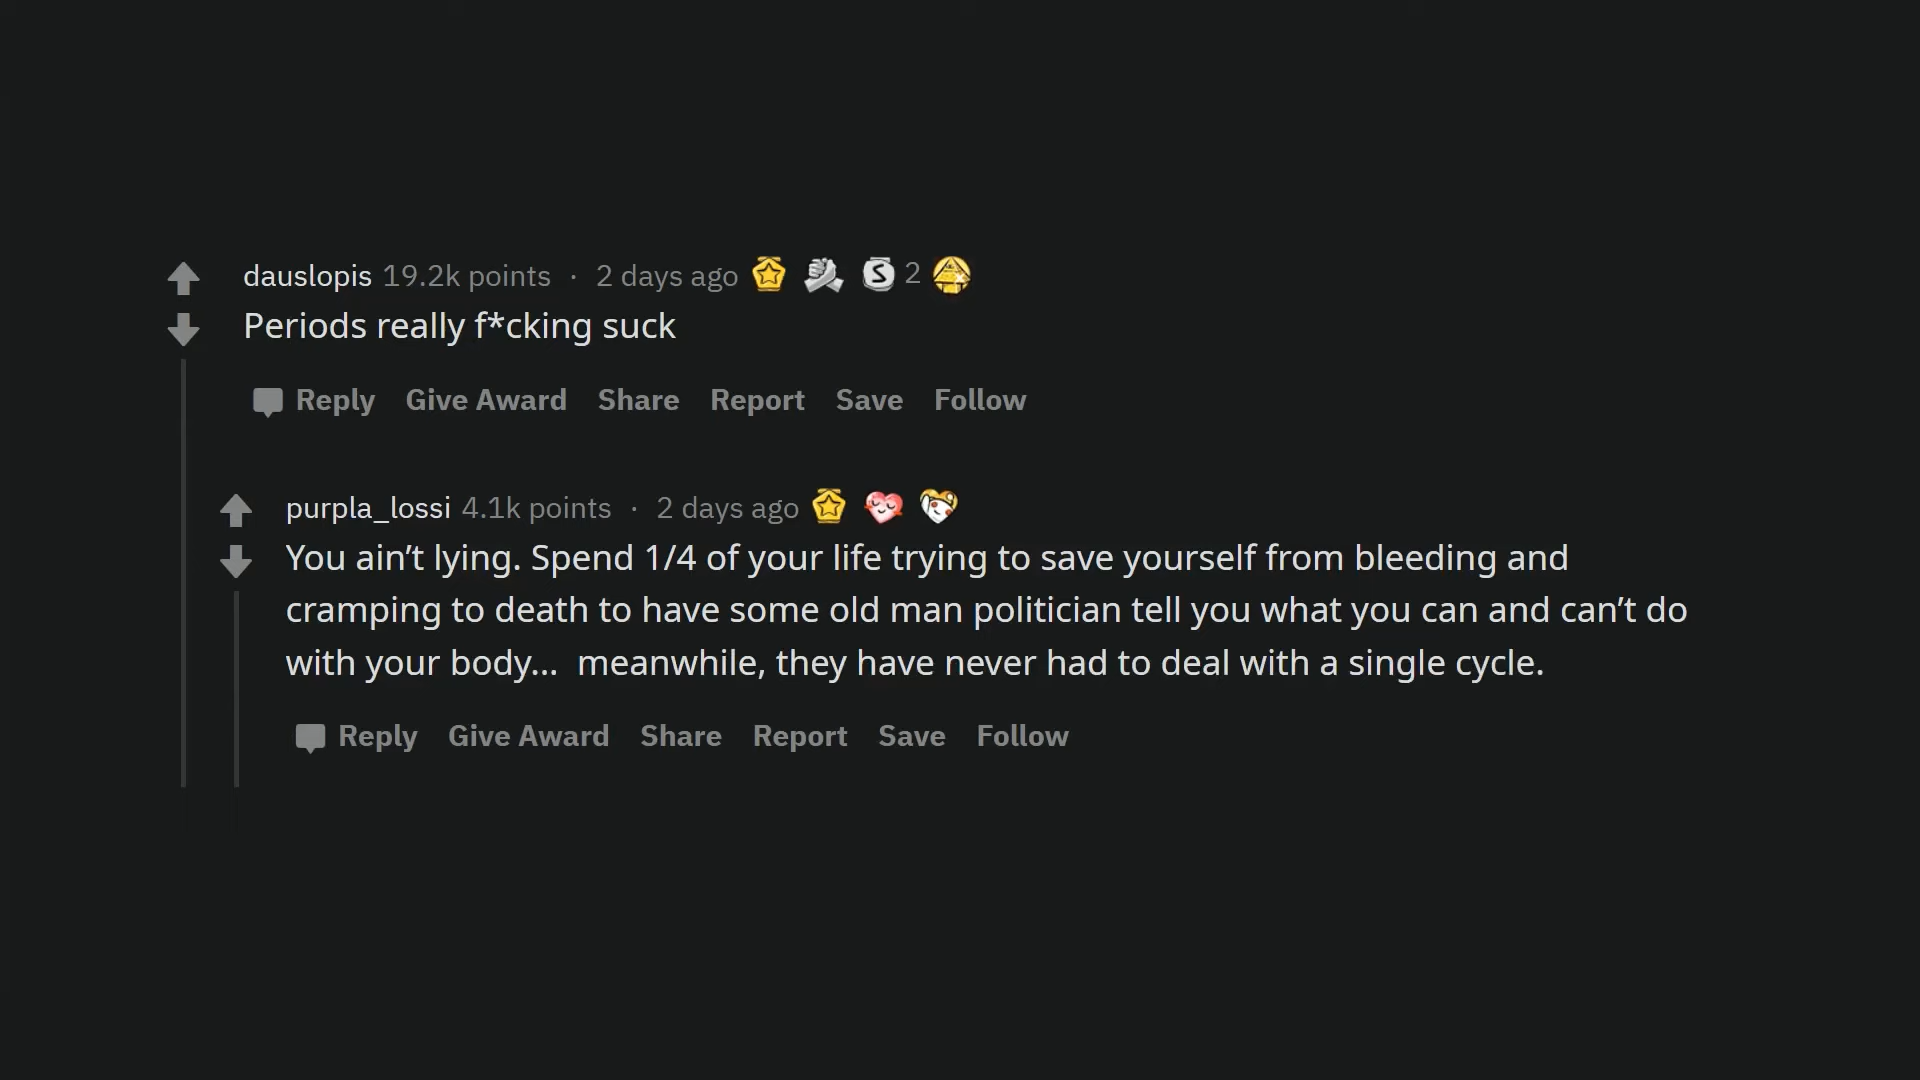 dauslopis 19.2k points · 2 days ago 2
Periods really f*cking suck
Reply Give Award Share Report Save Follow
purpla_lossi 4.1k points · 2 days ago
You ain’t lying. Spend 1/4 of your life trying to save yourself from bleeding and
cramping to death to have some old man politician tell you what you can and can’t do
with your body...  meanwhile, they have never had to deal with a single cycle.
Reply Give Award Share Report Save Follow